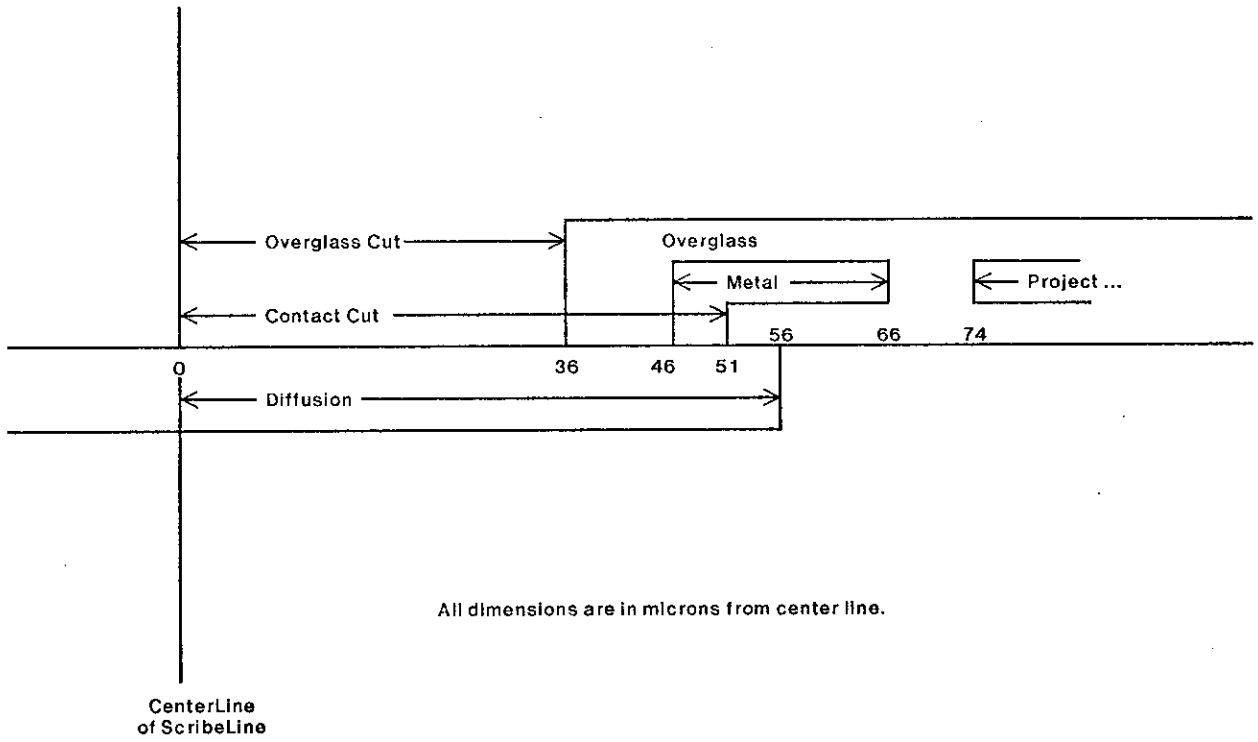 Overglass Cut
Overglass
Metal
Project ...
Contact Cut
56 66 74
0 36 46 51
Diffusion
All dimensions are in microns from center line.
CenterLine
of ScribeLine